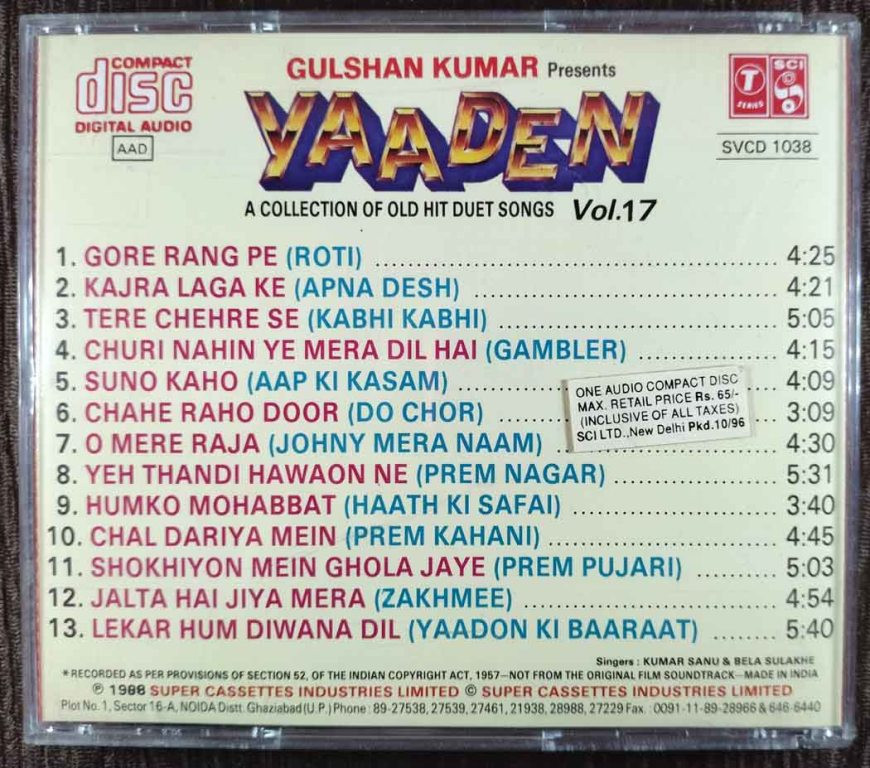 COMPACT
disc
DIGITAL AUDIO
AAD
GULSHAN KUMAR Presents
YAADEN
A COLLECTION OF OLD HIT DUET SONGS Vol.17
T
SERIES
SCI
SVCD 1038
1. GORE RANG PE (ROTI) 4:25
2. KAJRA LAGA KE (APNA DESH) 4:21
3. TERE CHEHRE SE (KABHI KABHI) 5:05
4. CHURI NAHIN YE MERA DIL HAI (GAMBLER) 4:15
5. SUNO KAHO (AAP KI KASAM) 4:09
6. CHAHE RAHO DOOR (DO CHOR) 3:09
7. O MERE RAJA (JOHNY MERA NAAM) 4:30
8. YEH THANDI HAWAON NE (PREM NAGAR) 5:31
9. HUMKO MOHABBAT (HAATH KI SAFAI) 3:40
10. CHAL DARIYA MEIN (PREM KAHANI) 4:45
11. SHOKHIYON MEIN GHOLA JAYE (PREM PUJARI) 5:03
12. JALTA HAI JIYA MERA (ZAKHMEE) 4:54
13. LEKAR HUM DIWANA DIL (YAADON KI BAARAAT) 5:40
ONE AUDIO COMPACT DISC
MAX. RETAIL PRICE Rs. 65/-
(INCLUSIVE OF ALL TAXES)
SCI LTD.,New Delhi Pkd.10/96
Singers : KUMAR SANU & BELA SULAKHE
*RECORDED AS PER PROVISIONS OF SECTION 52, OF THE INDIAN COPYRIGHT ACT, 1957—NOT FROM THE ORIGINAL FILM SOUNDTRACK—MADE IN INDIA
℗ SUPER CASSETTES INDUSTRIES LIMITED © SUPER CASSETTES INDUSTRIES LIMITED
Plot No. 1, Sector 16-A, NOIDA Distt. Ghaziabad (U.P.) Phone : 89-27538, 27539, 27461, 21938, 28988, 27229 Fax.: 0091-11-89-28966 & 646-6440